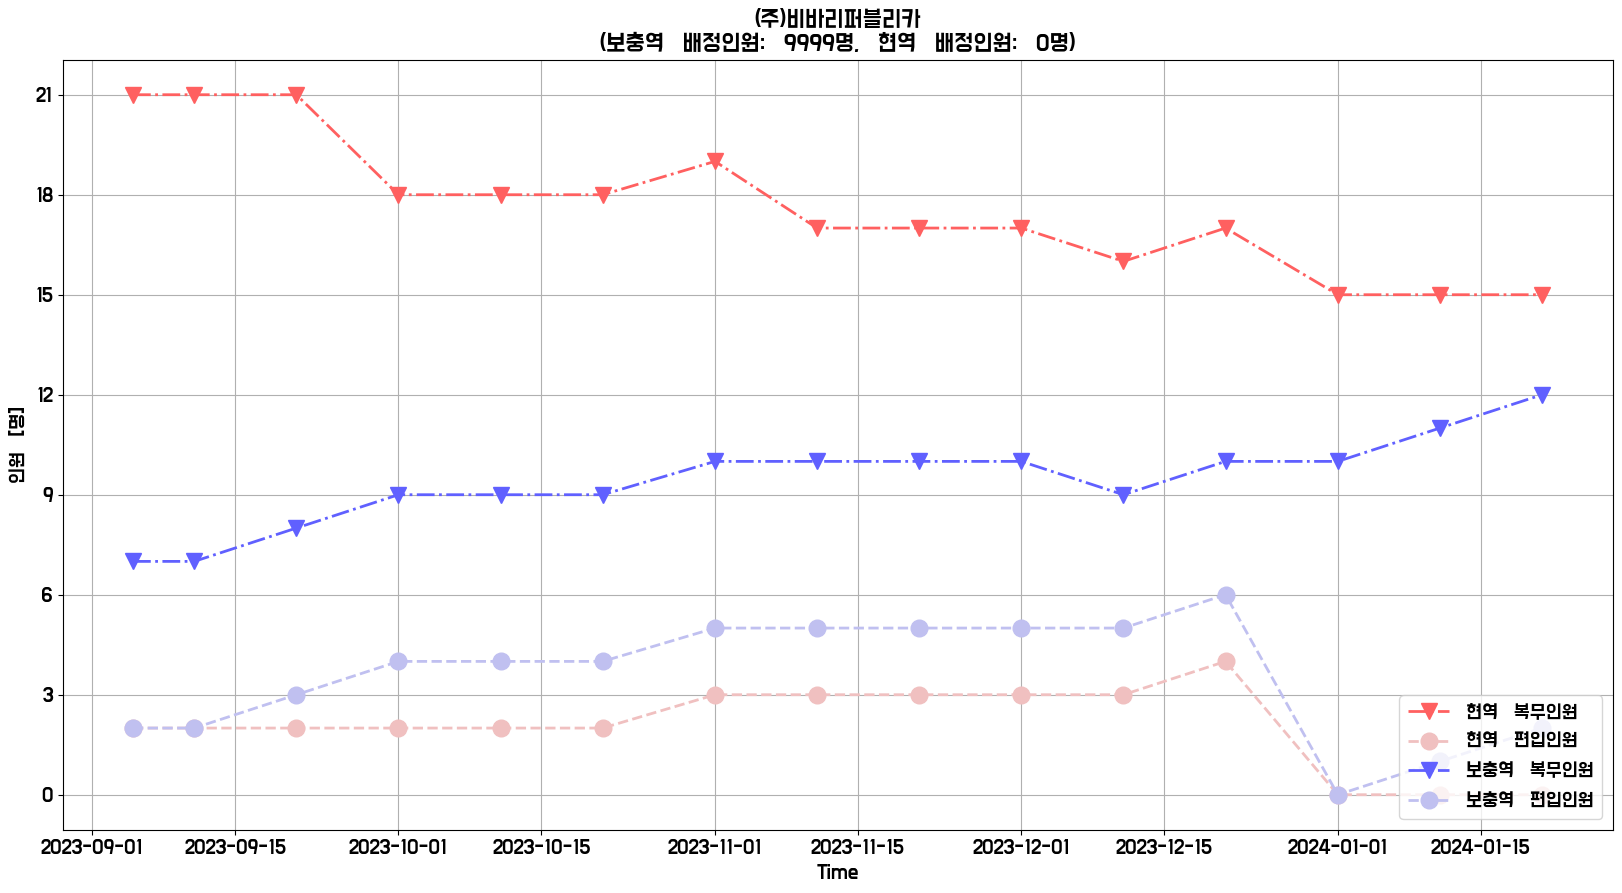 (주)비바리퍼블리카
(보충역 배정인원: 9999명, 현역 배정인원: 0명)
21
18
15
12
9
6
3
0
인원 [명]
현역 복무인원
현역 편입인원
보충역 복무인원
보충역 편입인원
2023-09-01 2023-09-15 2023-10-01 2023-10-15 2023-11-01 2023-11-15 2023-12-01 2023-12-15 2024-01-01 2024-01-15
Time